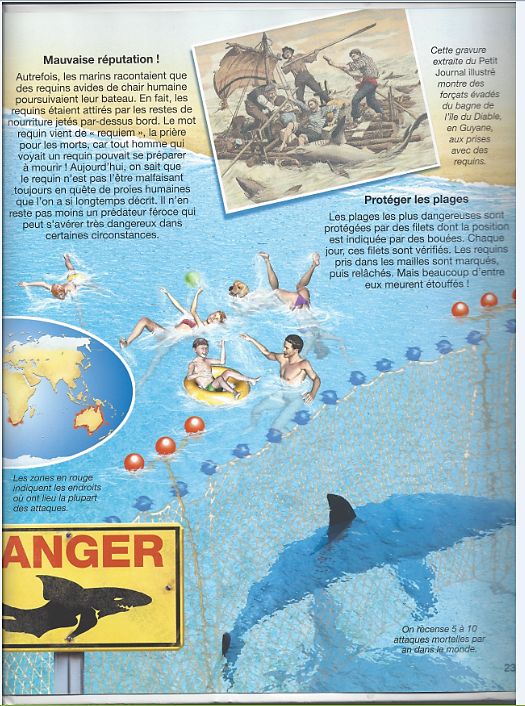 Mauvaise réputation !
Autrefois, les marins racontaient que
des requins avides de chair humaine
poursuivaient leur bateau. En fait, les
requins étaient attirés par les restes de
nourriture jetés par-dessus bord. Le mot
requin vient de « requiem », la prière
pour les morts, car tout homme qui
voyait un requin pouvait se préparer
à mourir ! Aujourd'hui, on sait que
le requin n'est pas l'être malfaisant
toujours en quête de proies humaines
que l'on a si longtemps décrit. Il n'en
reste pas moins un prédateur féroce qui
peut s'avérer très dangereux dans
certaines circonstances.
Cette gravure
extraite du Petit
Journal illustré
montre des
forçats évadés
du bagne de
l'île du Diable,
en Guyane,
aux prises
avec des
requins.
Protéger les plages
Les plages les plus dangereuses sont
protégées par des filets dont la position
est indiquée par des bouées. Chaque
jour, ces filets sont vérifiés. Les requins
pris dans les mailles sont marqués,
puis relâchés. Mais beaucoup d'entre
eux meurent étouffés !
Les zones en rouge
indiquent les endroits
où ont lieu la plupart
des attaques.
ANGER
On recense 5 à 10
attaques mortelles par
an dans le monde.
23